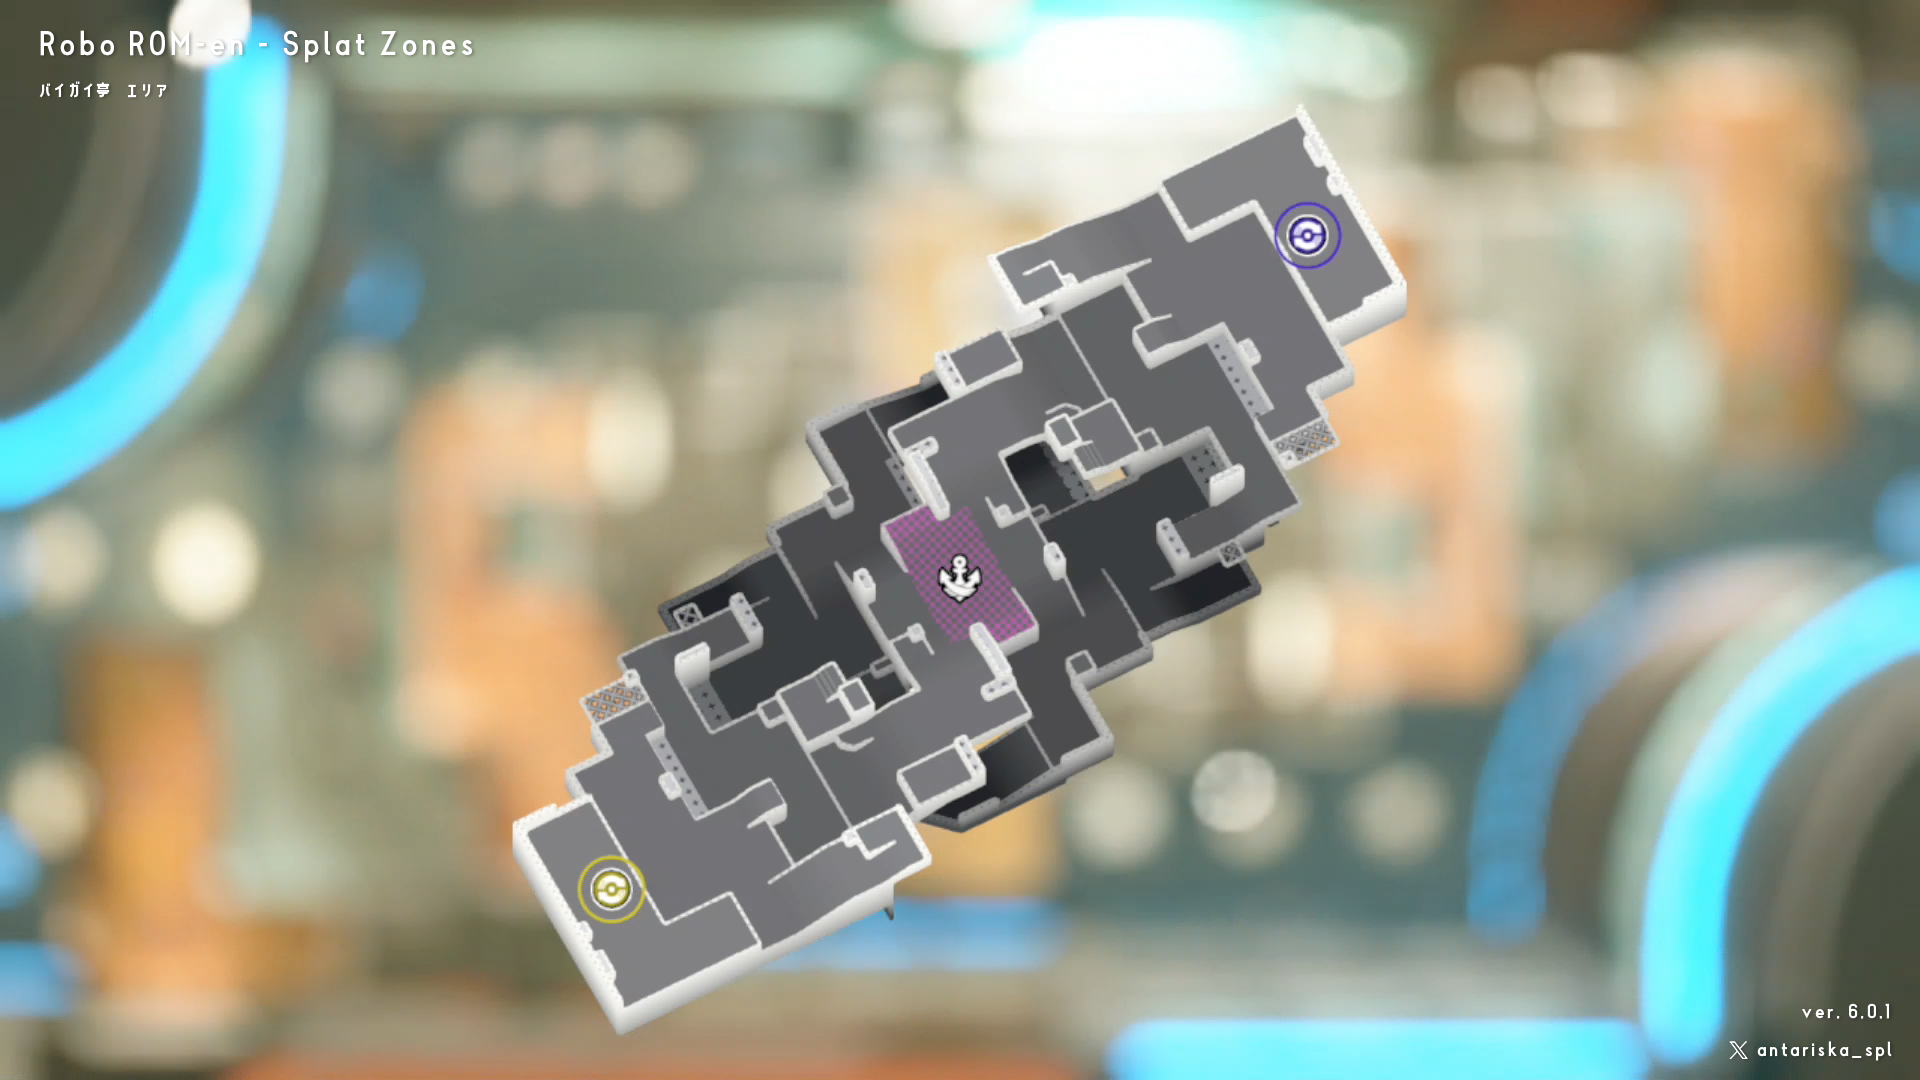 Robo ROM-en - Splat Zones
バイガイ亭 エリア
ver. 6.0.1
X antariska_spl